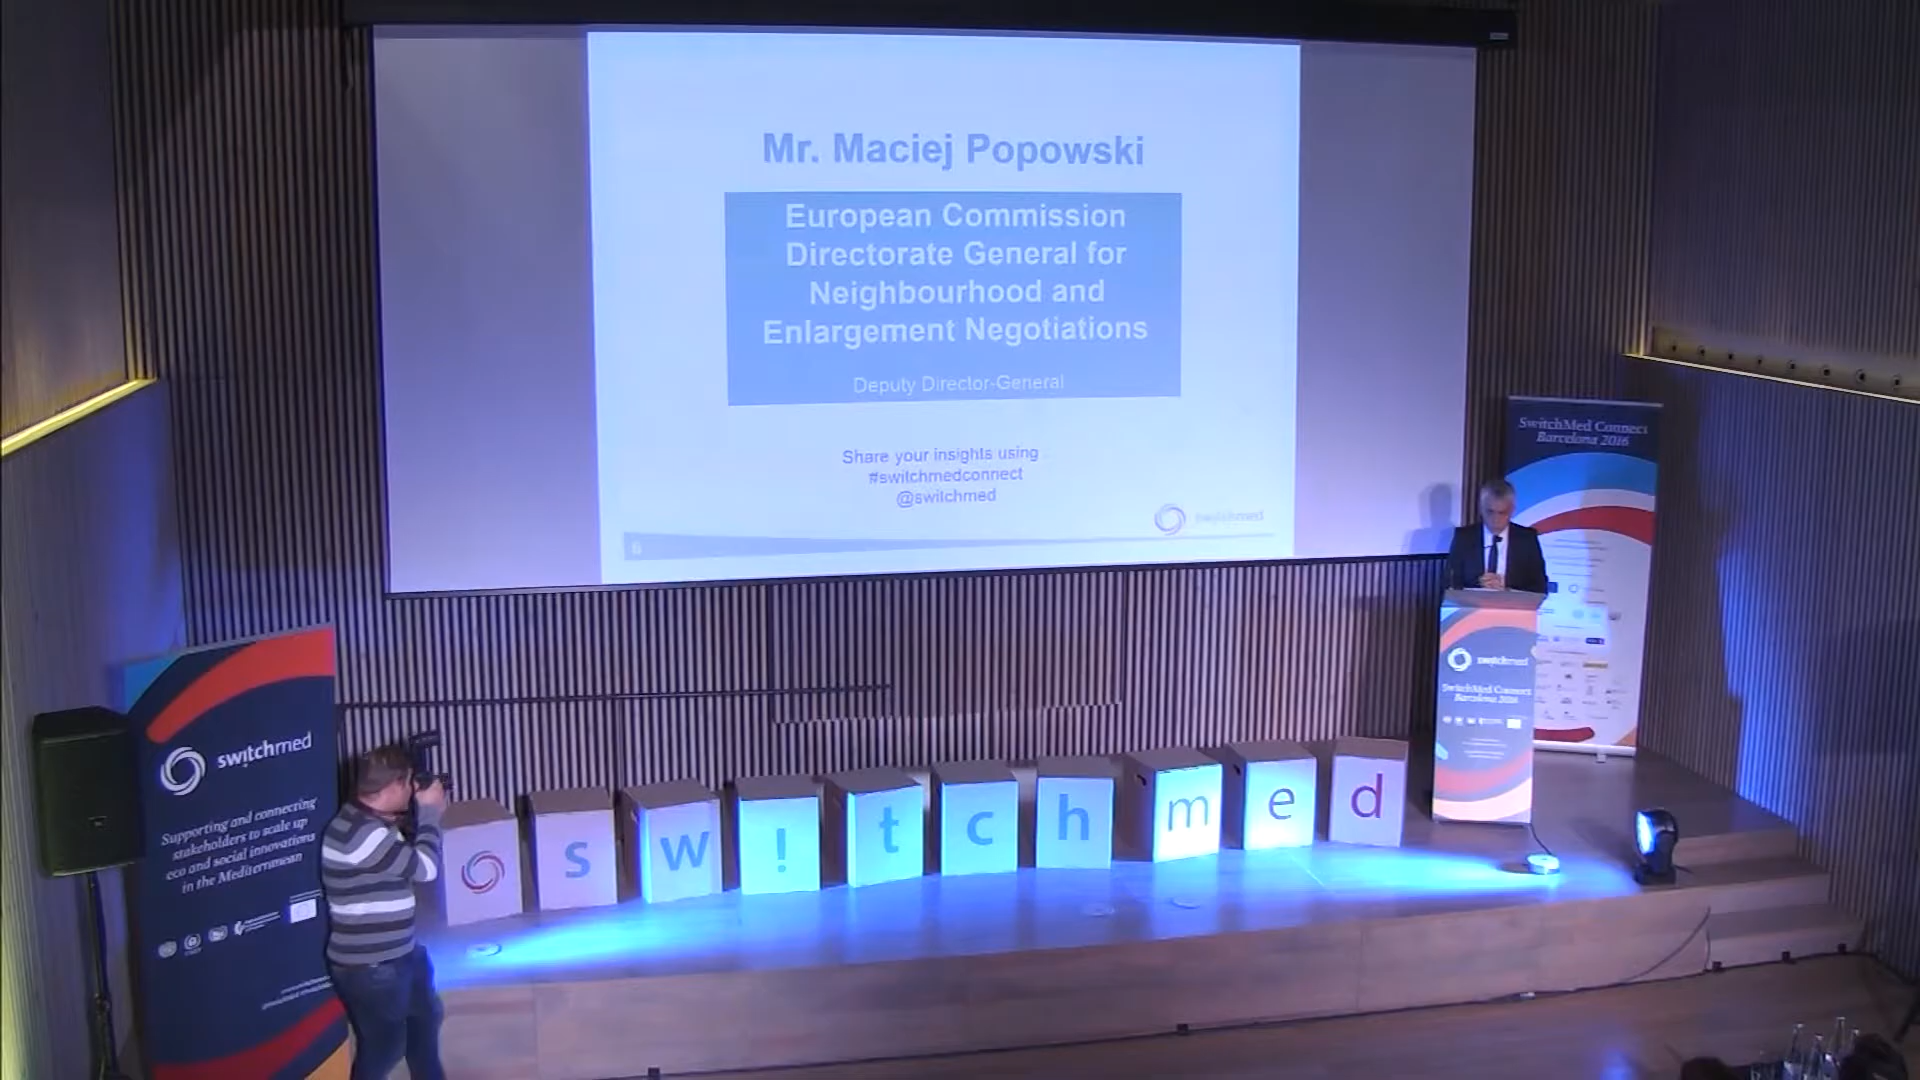 Mr. Maciej Popowski
European Commission
Directorate General for
Neighbourhood and
Enlargement Negotiations
Deputy Director-General
Share your insights using
#switchmedconnect
@switchmed
switchmed
6
SwitchMed Connect
Barcelona 2016
switchmed
SwitchMed Connect
Barcelona 2016
switchmed
Supporting and connecting
stakeholders to scale up
eco and social innovations
in the Mediterranean
s w ! t c h m e d